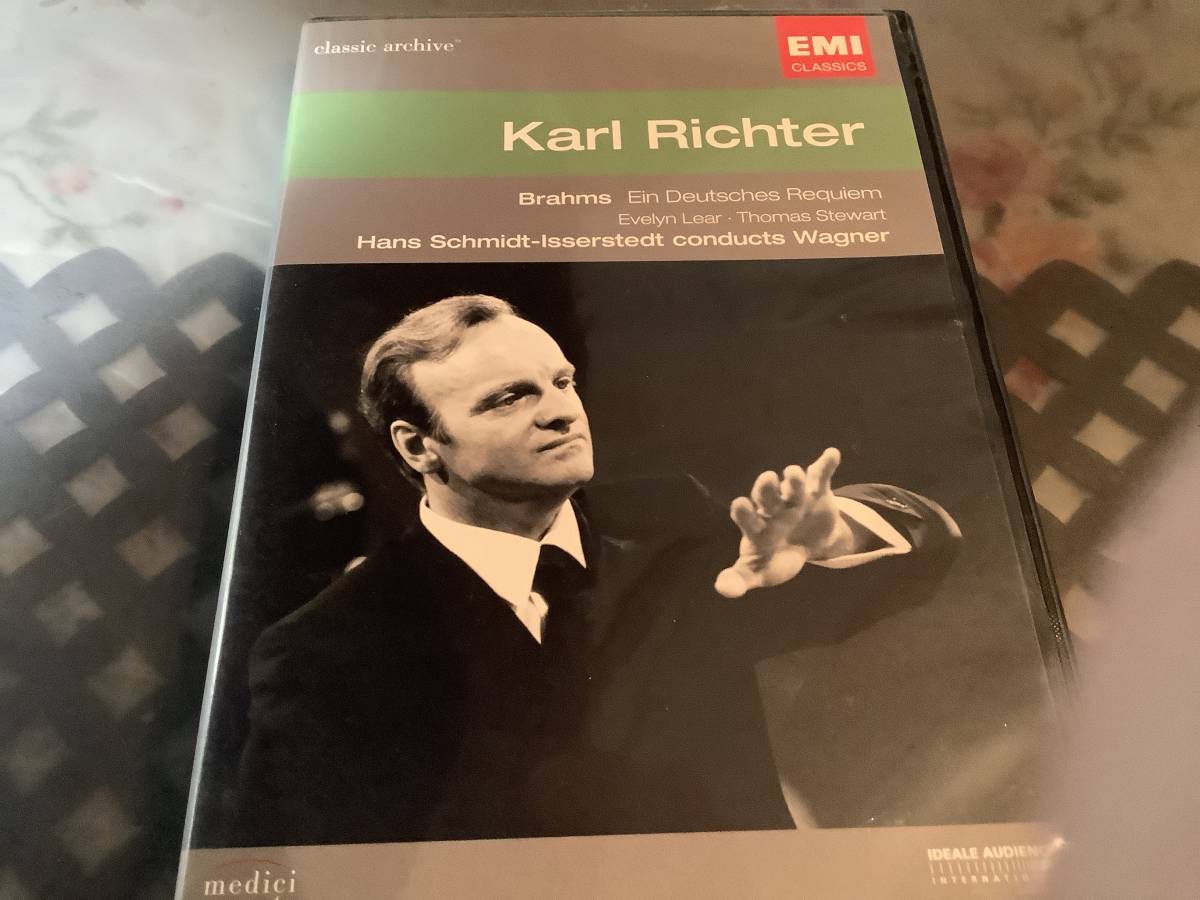 classic archive™
EMI
CLASSICS
Karl Richter
Brahms Ein Deutsches Requiem
Evelyn Lear · Thomas Stewart
Hans Schmidt-Isserstedt conducts Wagner
medici
IDEALE